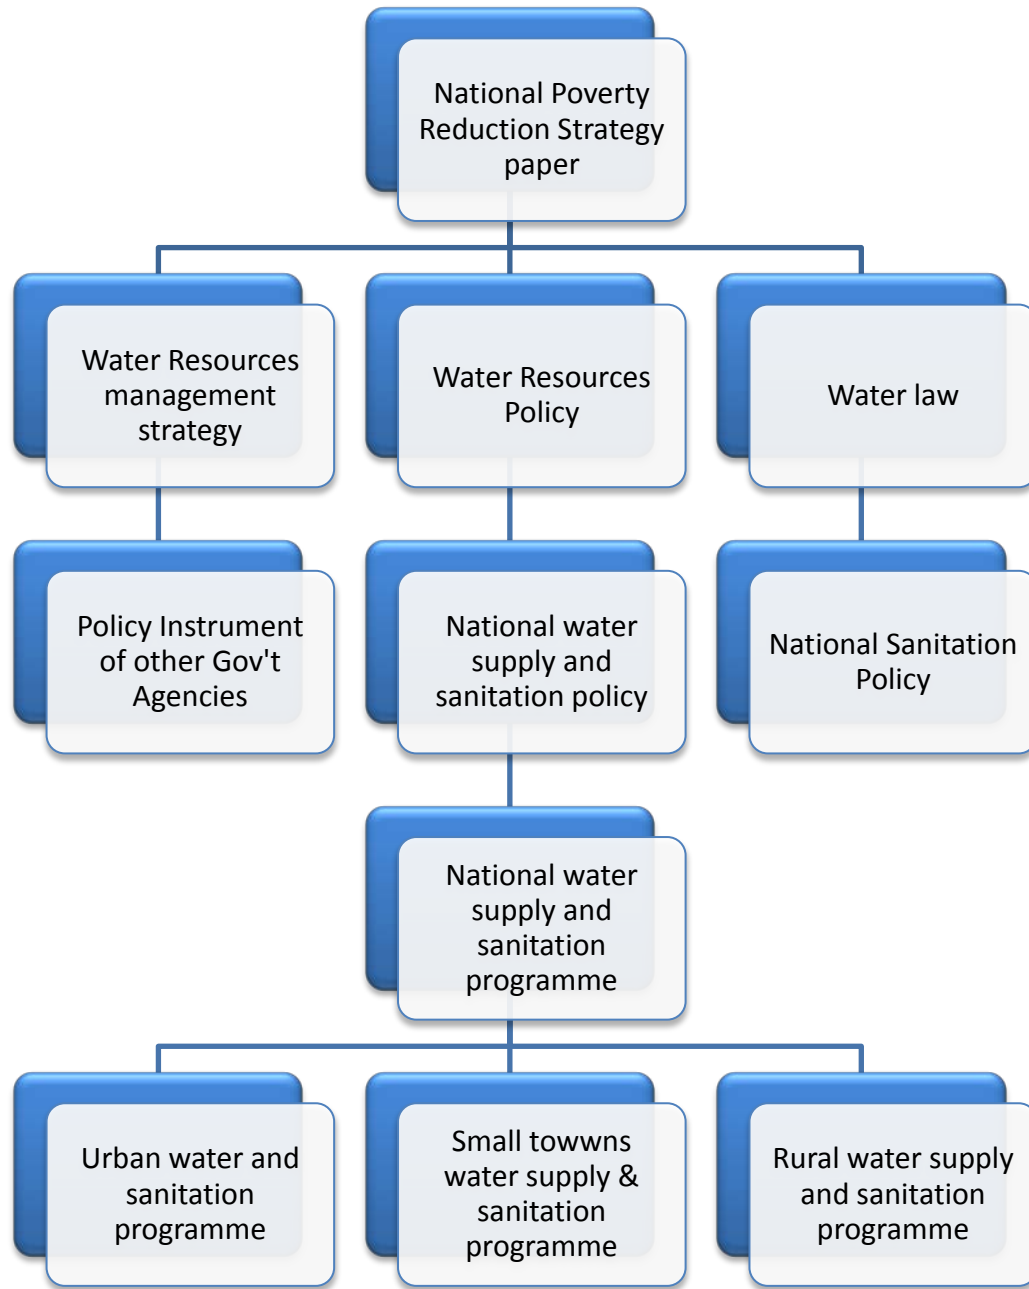 National Poverty
Reduction Strategy
paper
Water Resources
management
strategy
Water Resources
Policy
Water law
Policy Instrument
of other Gov't
Agencies
National water
supply and
sanitation policy
National Sanitation
Policy
National water
supply and
sanitation
programme
Urban water and
sanitation
programme
Small towwns
water supply &
sanitation
programme
Rural water supply
and sanitation
programme